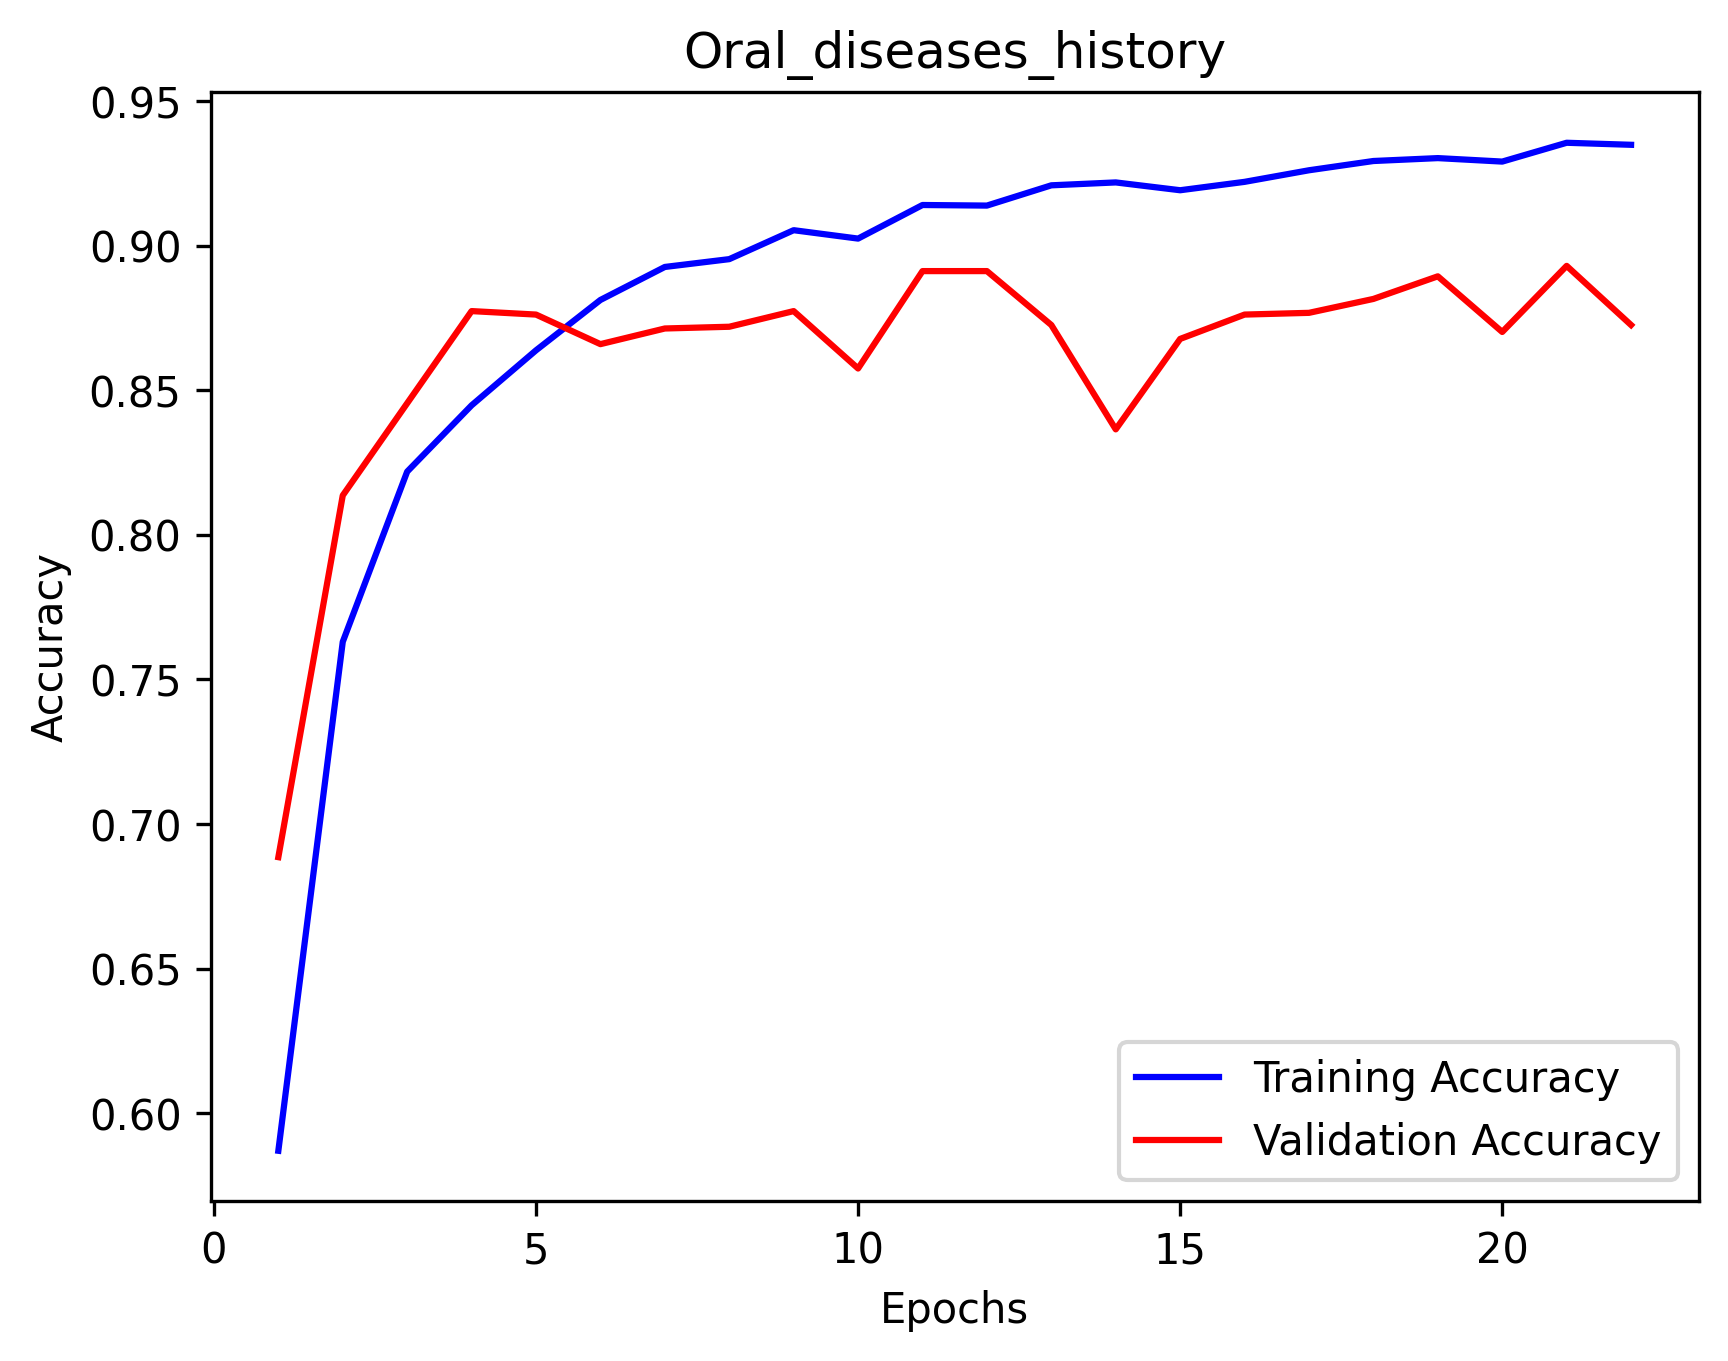 Oral_diseases_history
0.95
0.90
0.85
0.80
0.75
0.70
0.65
0.60
Accuracy
Training Accuracy
Validation Accuracy
0 5 10 15 20
Epochs